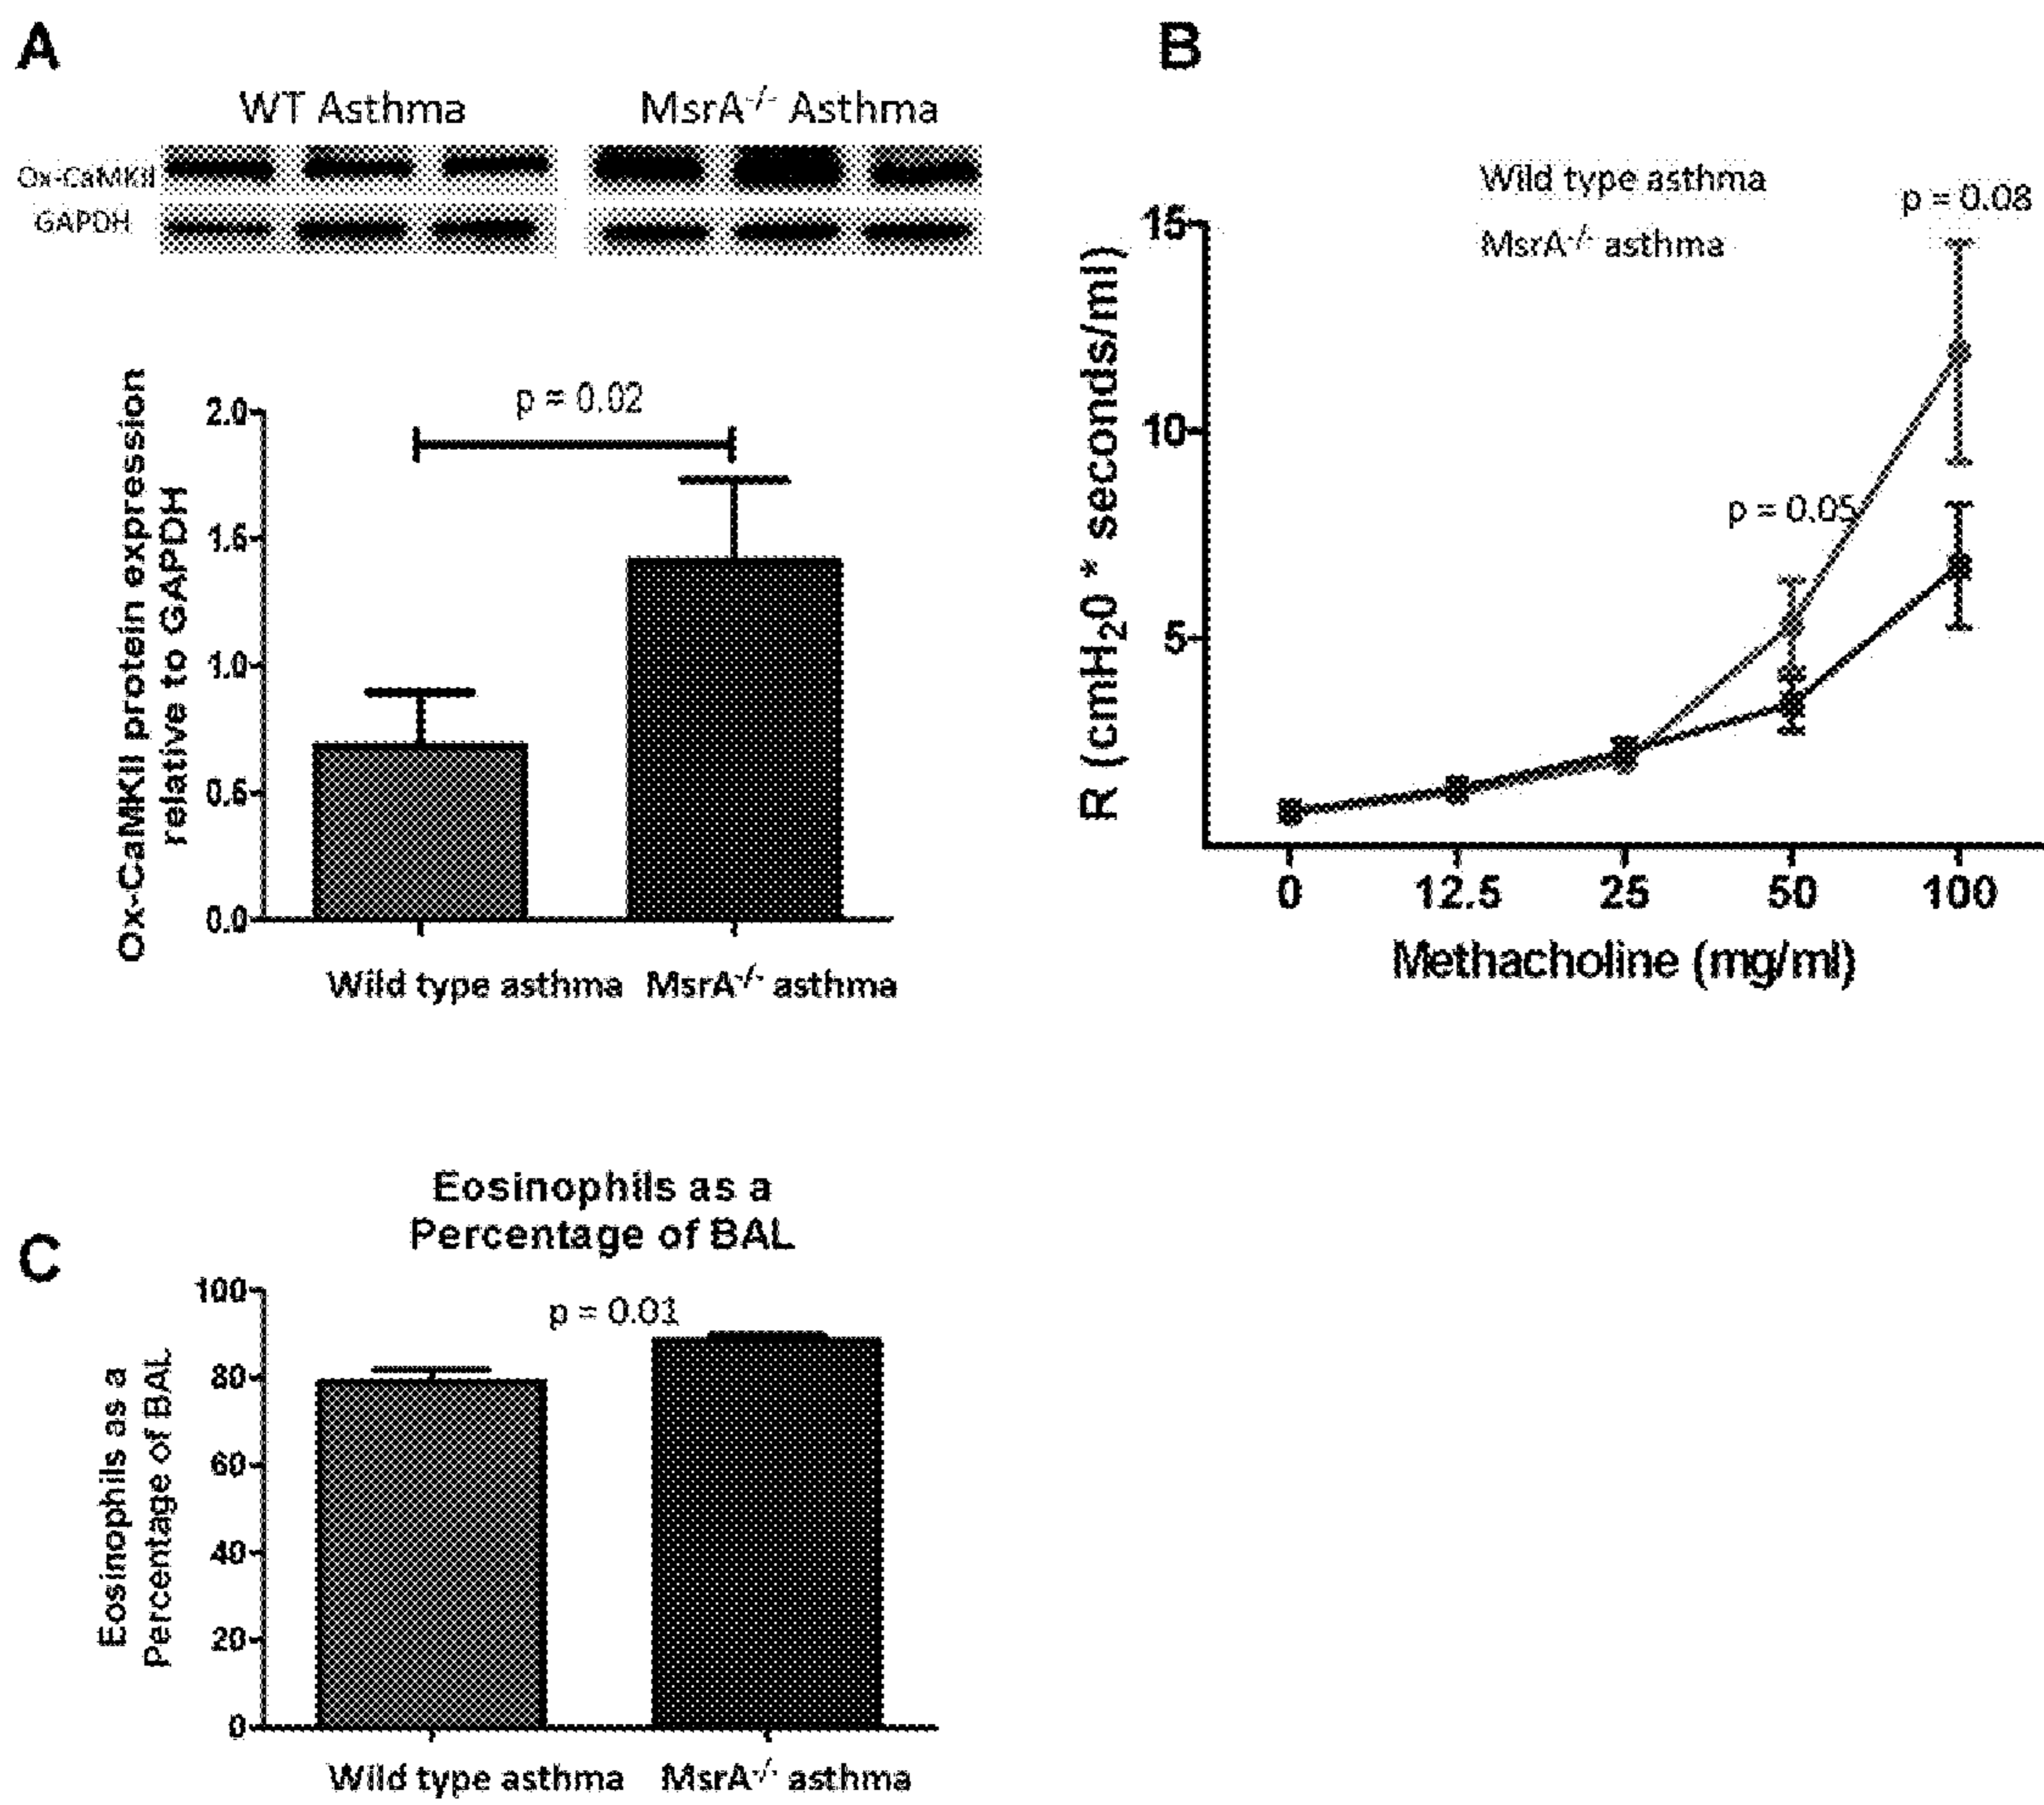 A
WT Asthma
MsrA-/- Asthma
Ox-CaMKII
GAPDH
Ox-CaMKII protein expression
relative to GAPDH
2.0
1.5
1.0
0.5
0.0
p = 0.02
Wild type asthma
MsrA-/- asthma
B
Wild type asthma
MsrA-/- asthma
p = 0.08
p = 0.05
R (cmH20 * seconds/ml)
15
10
5
0
12.5
25
50
100
Methacholine (mg/ml)
C
Eosinophils as a
Percentage of BAL
Eosinophils as a
Percentage of BAL
100
80
60
40
20
0
p = 0.01
Wild type asthma
MsrA-/- asthma